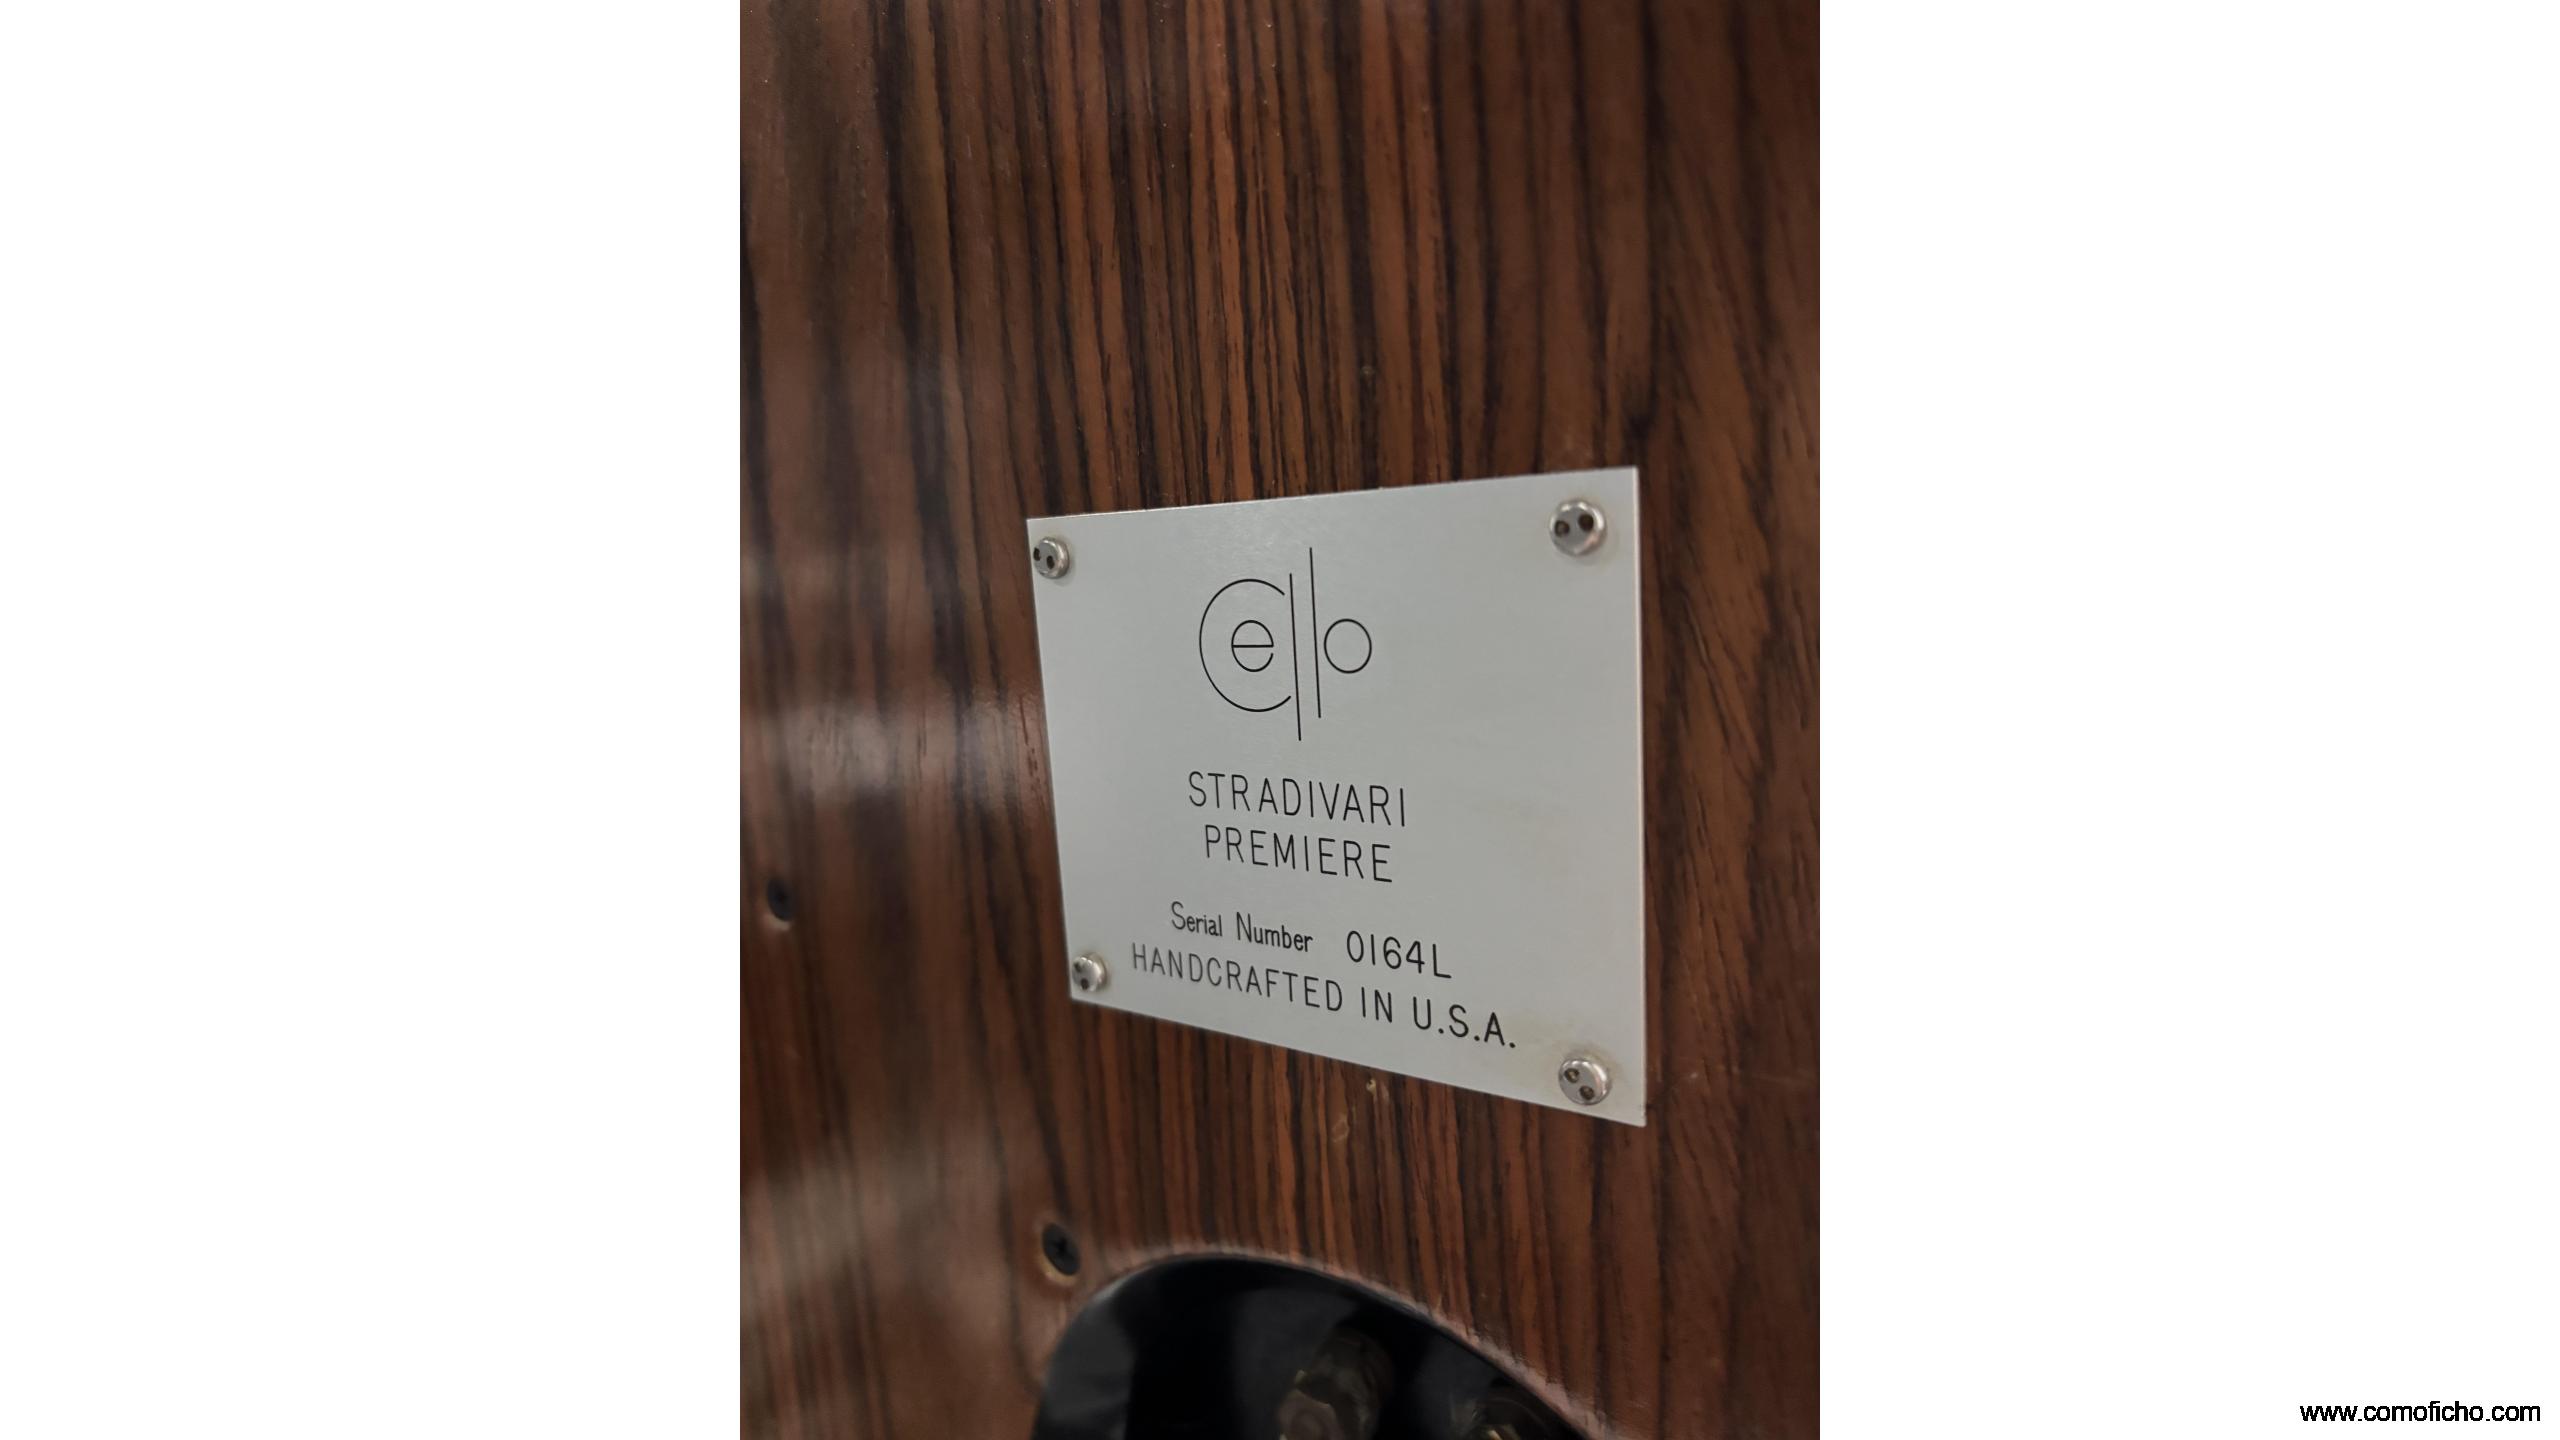 Cello
STRADIVARI
PREMIERE
Serial Number 0164L
HANDCRAFTED IN U.S.A.
www.comoficho.com